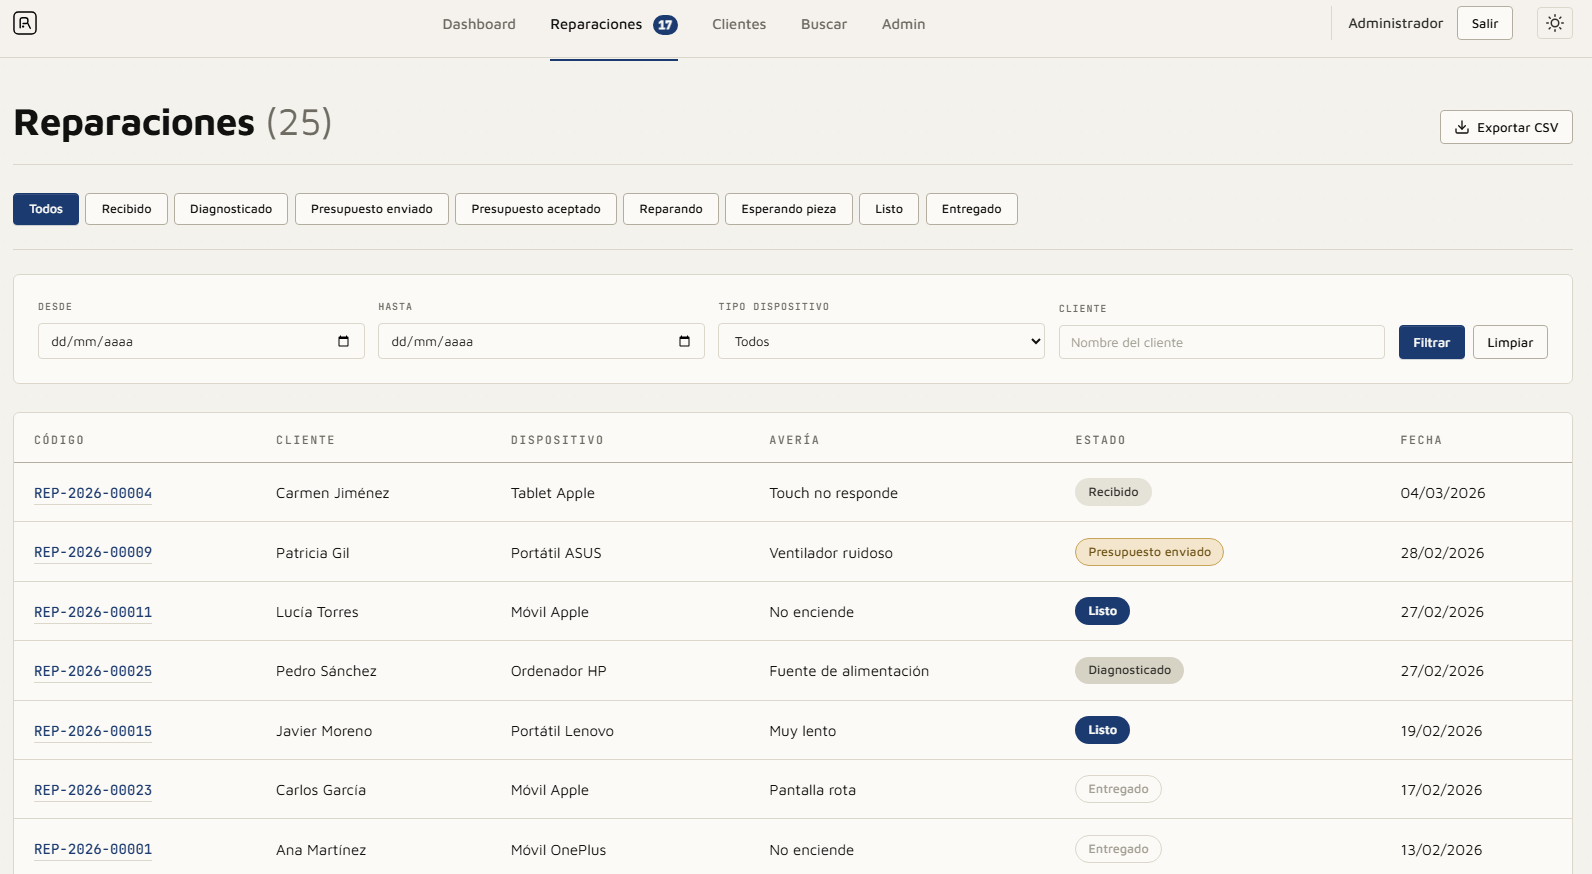 R
Dashboard Reparaciones 17 Clientes Buscar Admin Administrador Salir
Reparaciones (25)
Exportar CSV
Todos Recibido Diagnosticado Presupuesto enviado Presupuesto aceptado Reparando Esperando pieza Listo Entregado
DESDE HASTA TIPO DISPOSITIVO CLIENTE
dd/mm/aaaa dd/mm/aaaa Todos Nombre del cliente Filtrar Limpiar
CÓDIGO CLIENTE DISPOSITIVO AVERÍA ESTADO FECHA
REP-2026-00004 Carmen Jiménez Tablet Apple Touch no responde Recibido 04/03/2026
REP-2026-00009 Patricia Gil Portátil ASUS Ventilador ruidoso Presupuesto enviado 28/02/2026
REP-2026-00011 Lucía Torres Móvil Apple No enciende Listo 27/02/2026
REP-2026-00025 Pedro Sánchez Ordenador HP Fuente de alimentación Diagnosticado 27/02/2026
REP-2026-00015 Javier Moreno Portátil Lenovo Muy lento Listo 19/02/2026
REP-2026-00023 Carlos García Móvil Apple Pantalla rota Entregado 17/02/2026
REP-2026-00001 Ana Martínez Móvil OnePlus No enciende Entregado 13/02/2026